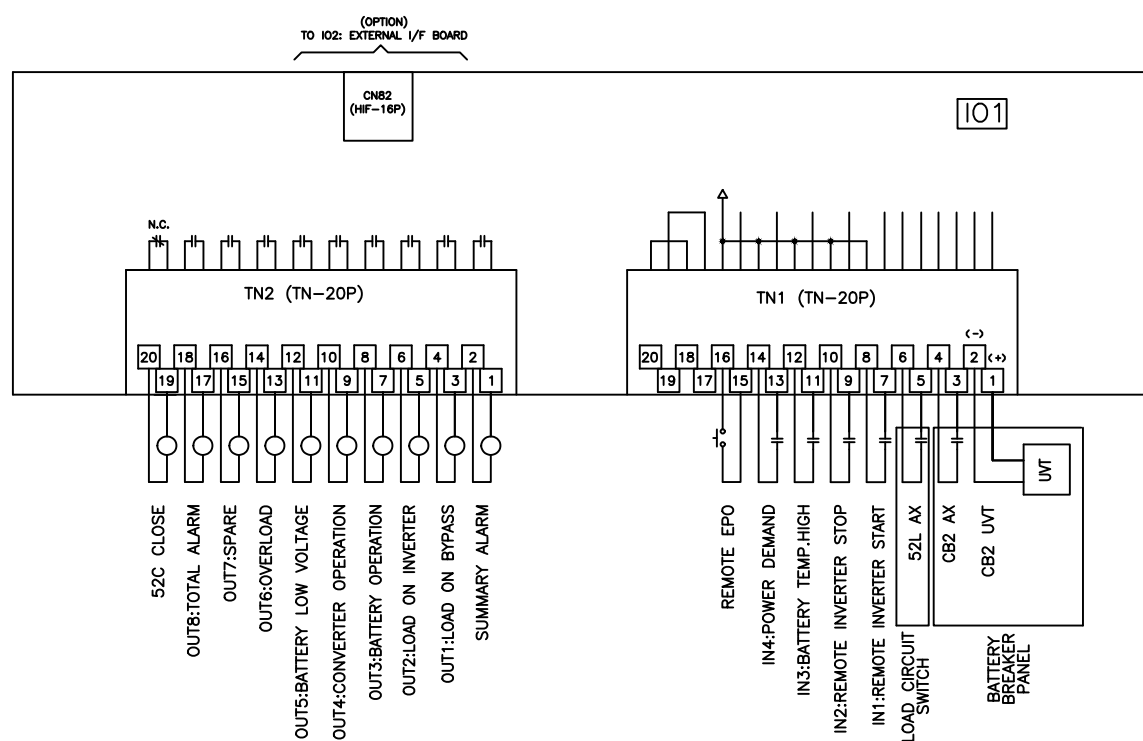 (OPTION)
TO IO2: EXTERNAL I/F BOARD
CN82
(HIF-16P)
IO1
N.C.
TN2 (TN-20P)
TN1 (TN-20P)
(-)
(+)
20 18 16 14 12 10 8 6 4 2
19 17 15 13 11 9 7 5 3 1
20 18 16 14 12 10 8 6 4 2
19 17 15 13 11 9 7 5 3 1
UVT
52C CLOSE
OUT8:TOTAL ALARM
OUT7:SPARE
OUT6:OVERLOAD
OUT5:BATTERY LOW VOLTAGE
OUT4:CONVERTER OPERATION
OUT3:BATTERY OPERATION
OUT2:LOAD ON INVERTER
OUT1:LOAD ON BYPASS
SUMMARY ALARM
REMOTE EPO
IN4:POWER DEMAND
IN3:BATTERY TEMP.HIGH
IN2:REMOTE INVERTER STOP
IN1:REMOTE INVERTER START
52L AX
LOAD CIRCUIT
SWITCH
CB2 AX
CB2 UVT
BATTERY
BREAKER
PANEL